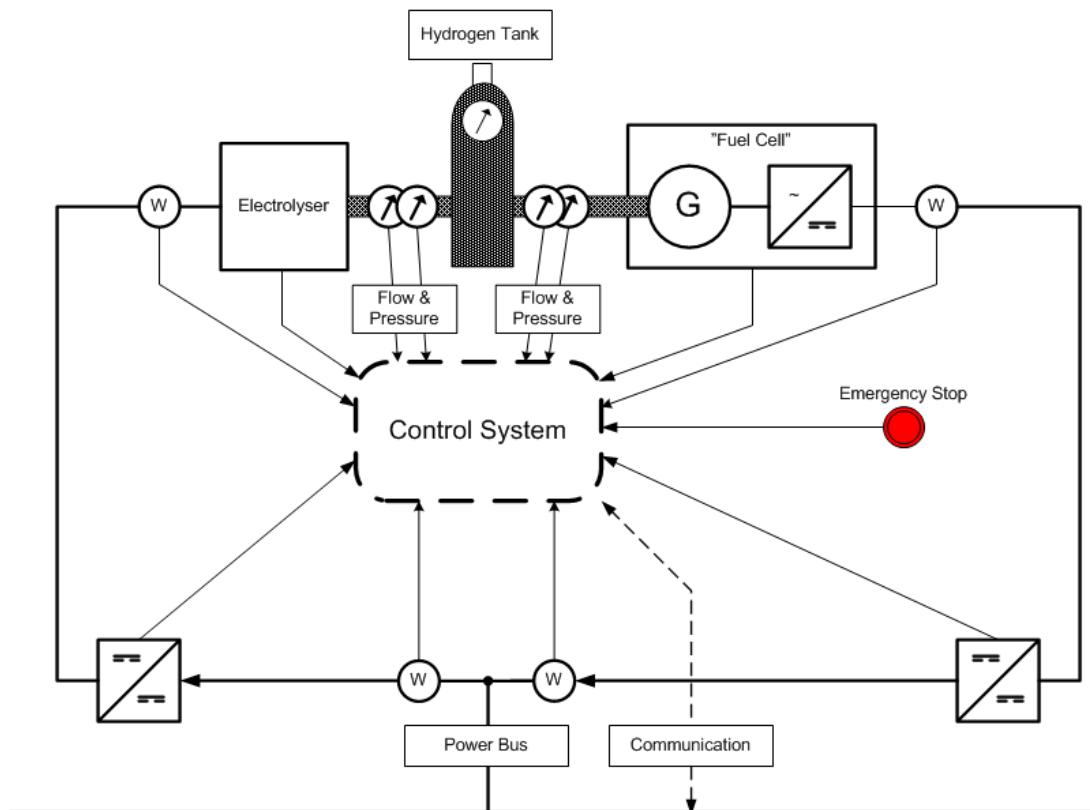 Hydrogen Tank
"Fuel Cell"
W
Electrolyser
G
~
W
Flow &
Pressure
Flow &
Pressure
Emergency Stop
Control System
W
W
Power Bus
Communication